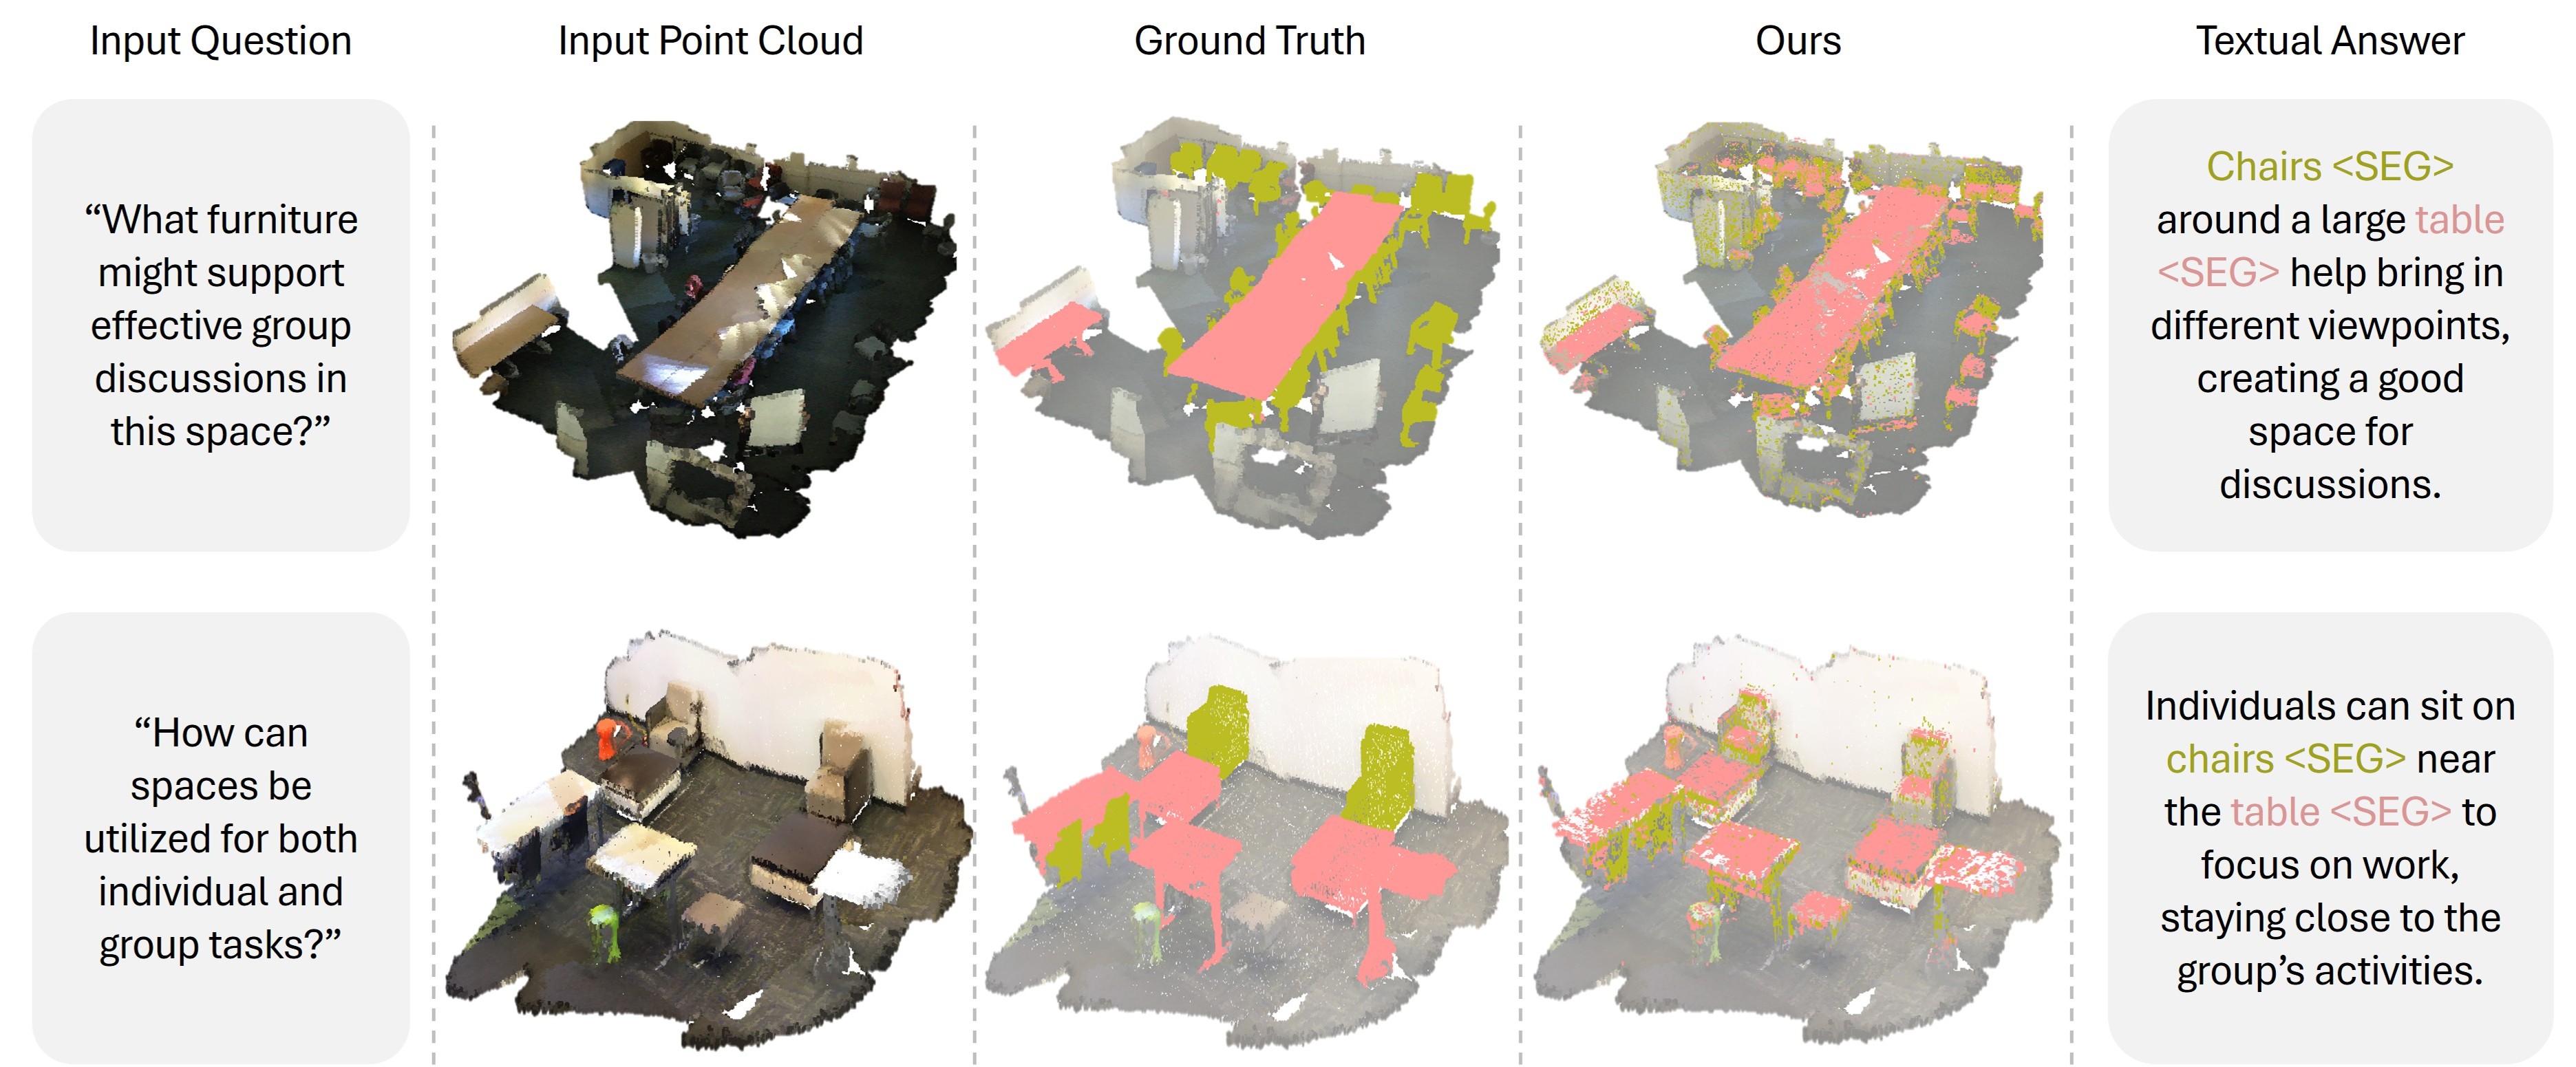 Input Question
Input Point Cloud
Ground Truth
Ours
Textual Answer
“What furniture
might support
effective group
discussions in
this space?”
Chairs <SEG>
around a large table
<SEG> help bring in
different viewpoints,
creating a good
space for
discussions.
“How can
spaces be
utilized for both
individual and
group tasks?”
Individuals can sit on
chairs <SEG> near
the table <SEG> to
focus on work,
staying close to the
group’s activities.